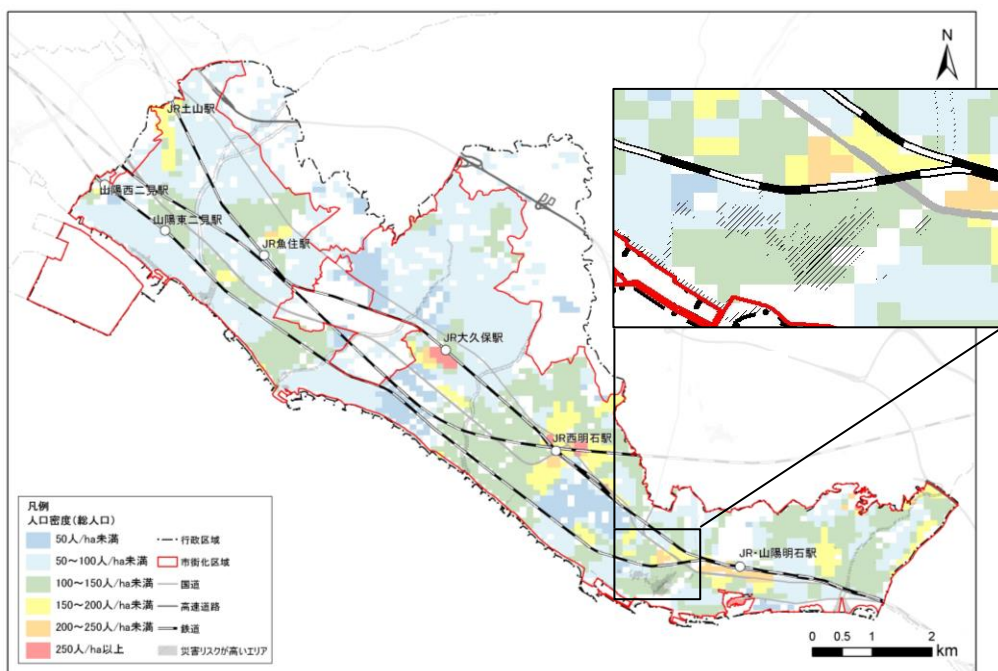 N
JR土山駅
山陽西二見駅
山陽東二見駅
JR魚住駅
JR大久保駅
JR西明石駅
JR・山陽明石駅
凡例
人口密度(総人口)
50人/ha未満
50～100人/ha未満
100～150人/ha未満
150～200人/ha未満
200～250人/ha未満
250人/ha以上
行政区域
市街化区域
国道
高速道路
鉄道
災害リスクが高いエリア
0 0.5 1 2
km